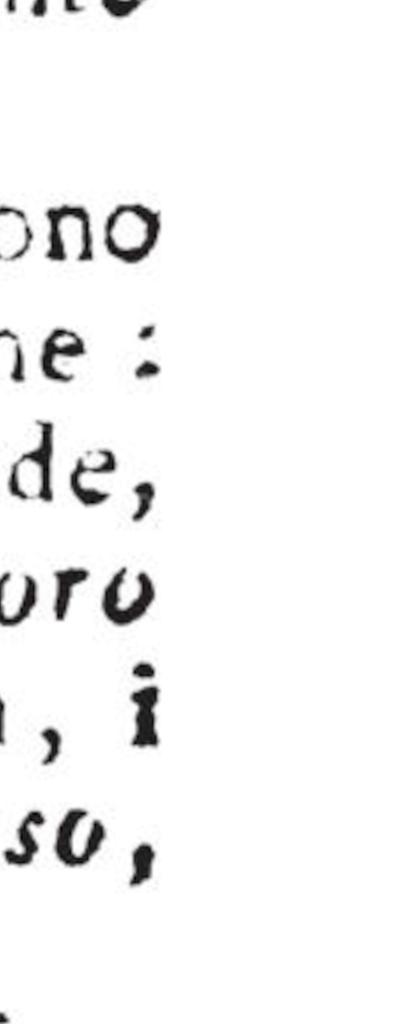 ono
ne :
de,
oro
, i
so,